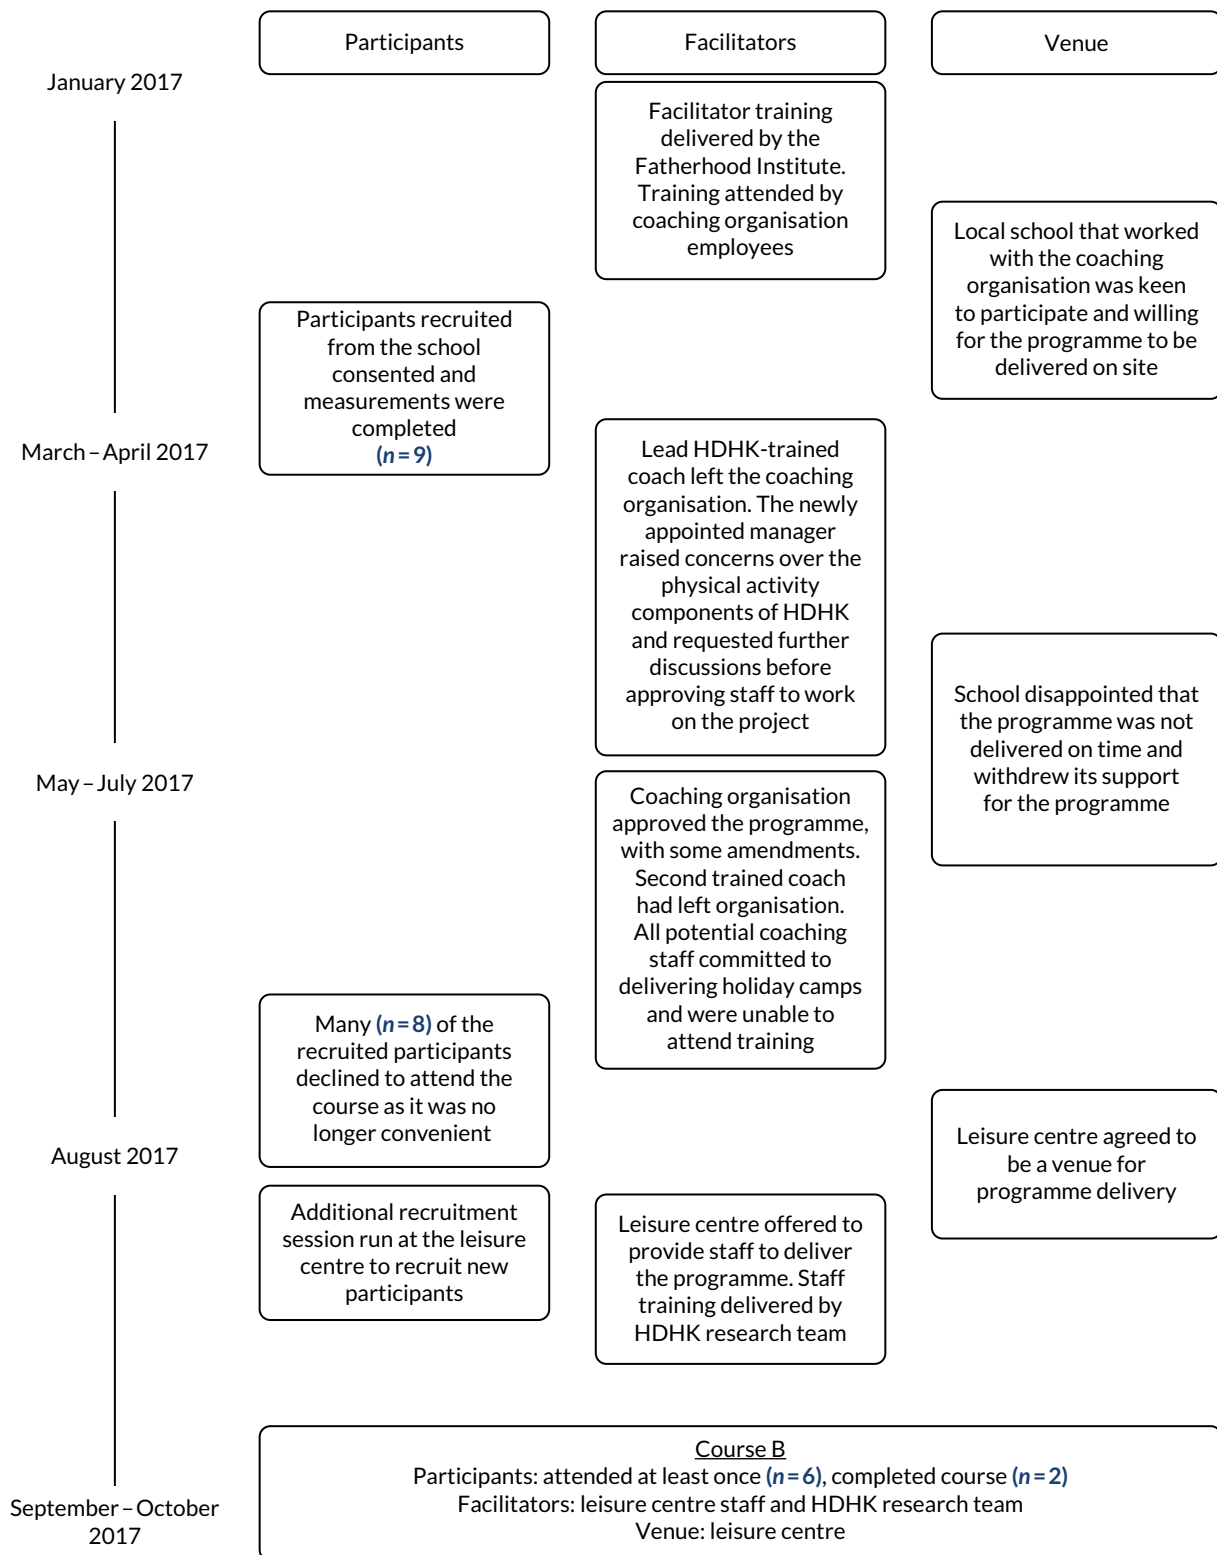 Participants
Facilitators
Venue
January 2017
Facilitator training
delivered by the
Fatherhood Institute.
Training attended by
coaching organisation
employees
Local school that worked
with the coaching
organisation was keen
to participate and willing
for the programme to be
delivered on site
Participants recruited
from the school
consented and
measurements were
completed
(n=9)
March–April 2017
Lead HDHK-trained
coach left the coaching
organisation. The newly
appointed manager
raised concerns over the
physical activity
components of HDHK
and requested further
discussions before
approving staff to work
on the project
School disappointed that
the programme was not
delivered on time and
withdrew its support
for the programme
May–July 2017
Coaching organisation
approved the programme,
with some amendments.
Second trained coach
had left organisation.
All potential coaching
staff committed to
delivering holiday camps
and were unable to
attend training
Many (n=8) of the
recruited participants
declined to attend the
course as it was no
longer convenient
Leisure centre agreed to
be a venue for
programme delivery
August 2017
Additional recruitment
session run at the leisure
centre to recruit new
participants
Leisure centre offered to
provide staff to deliver
the programme. Staff
training delivered by
HDHK research team
Course B
Participants: attended at least once (n=6), completed course (n=2)
Facilitators: leisure centre staff and HDHK research team
Venue: leisure centre
September–October
2017